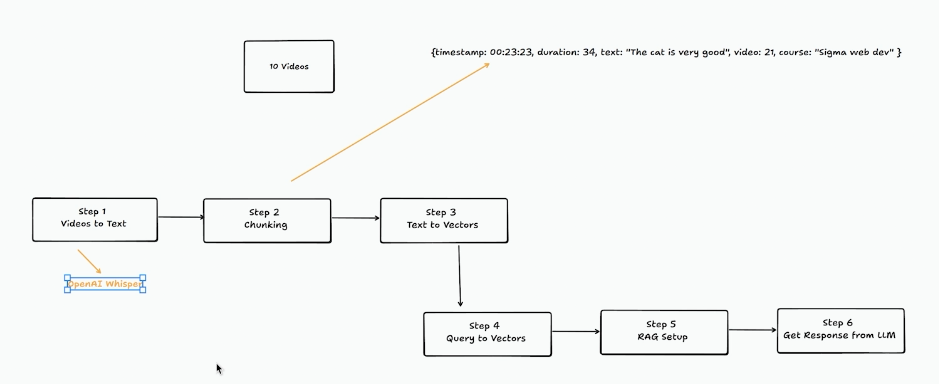 {timestamp: 00:23:23, duration: 34, text: "The cat is very good", video: 21, course: "Sigma web dev" }
10 Videos
Step 1
Videos to Text
Step 2
Chunking
Step 3
Text to Vectors
OpenAI Whisper
Step 4
Query to Vectors
Step 5
RAG Setup
Step 6
Get Response from LLM